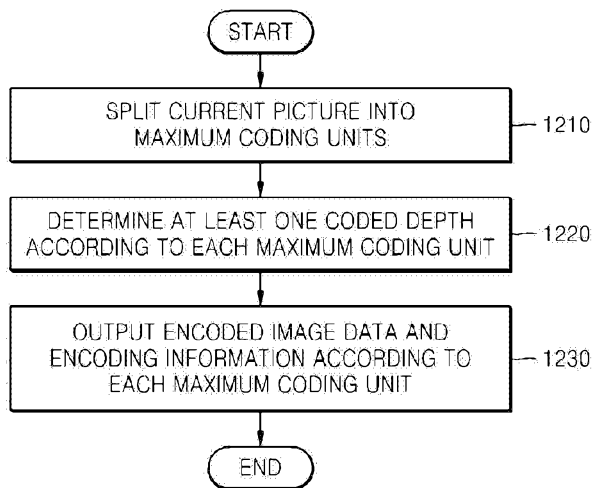 START
SPLIT CURRENT PICTURE INTO
MAXIMUM CODING UNITS
1210
DETERMINE AT LEAST ONE CODED DEPTH
ACCORDING TO EACH MAXIMUM CODING UNIT
1220
OUTPUT ENCODED IMAGE DATA AND
ENCODING INFORMATION ACCORDING TO
EACH MAXIMUM CODING UNIT
1230
END